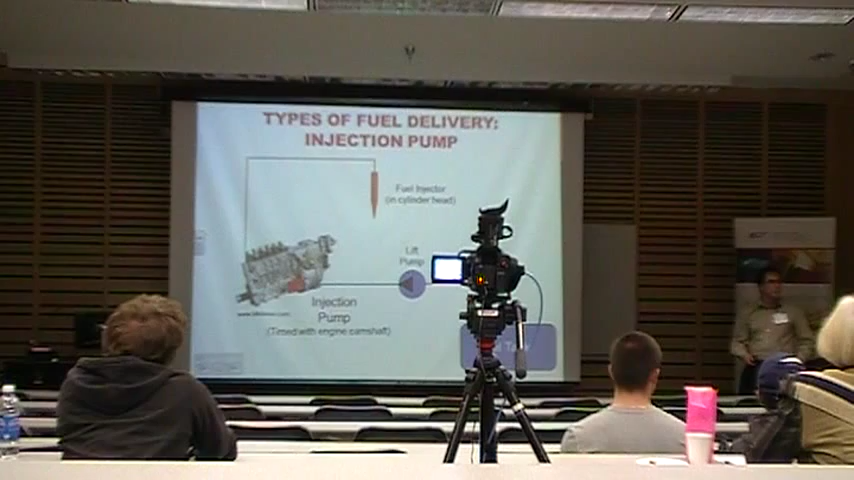 TYPES OF FUEL DELIVERY:
INJECTION PUMP
Fuel Injector
(in cylinder head)
Lift
Pump
Injection
Pump
(Timed with engine camshaft)